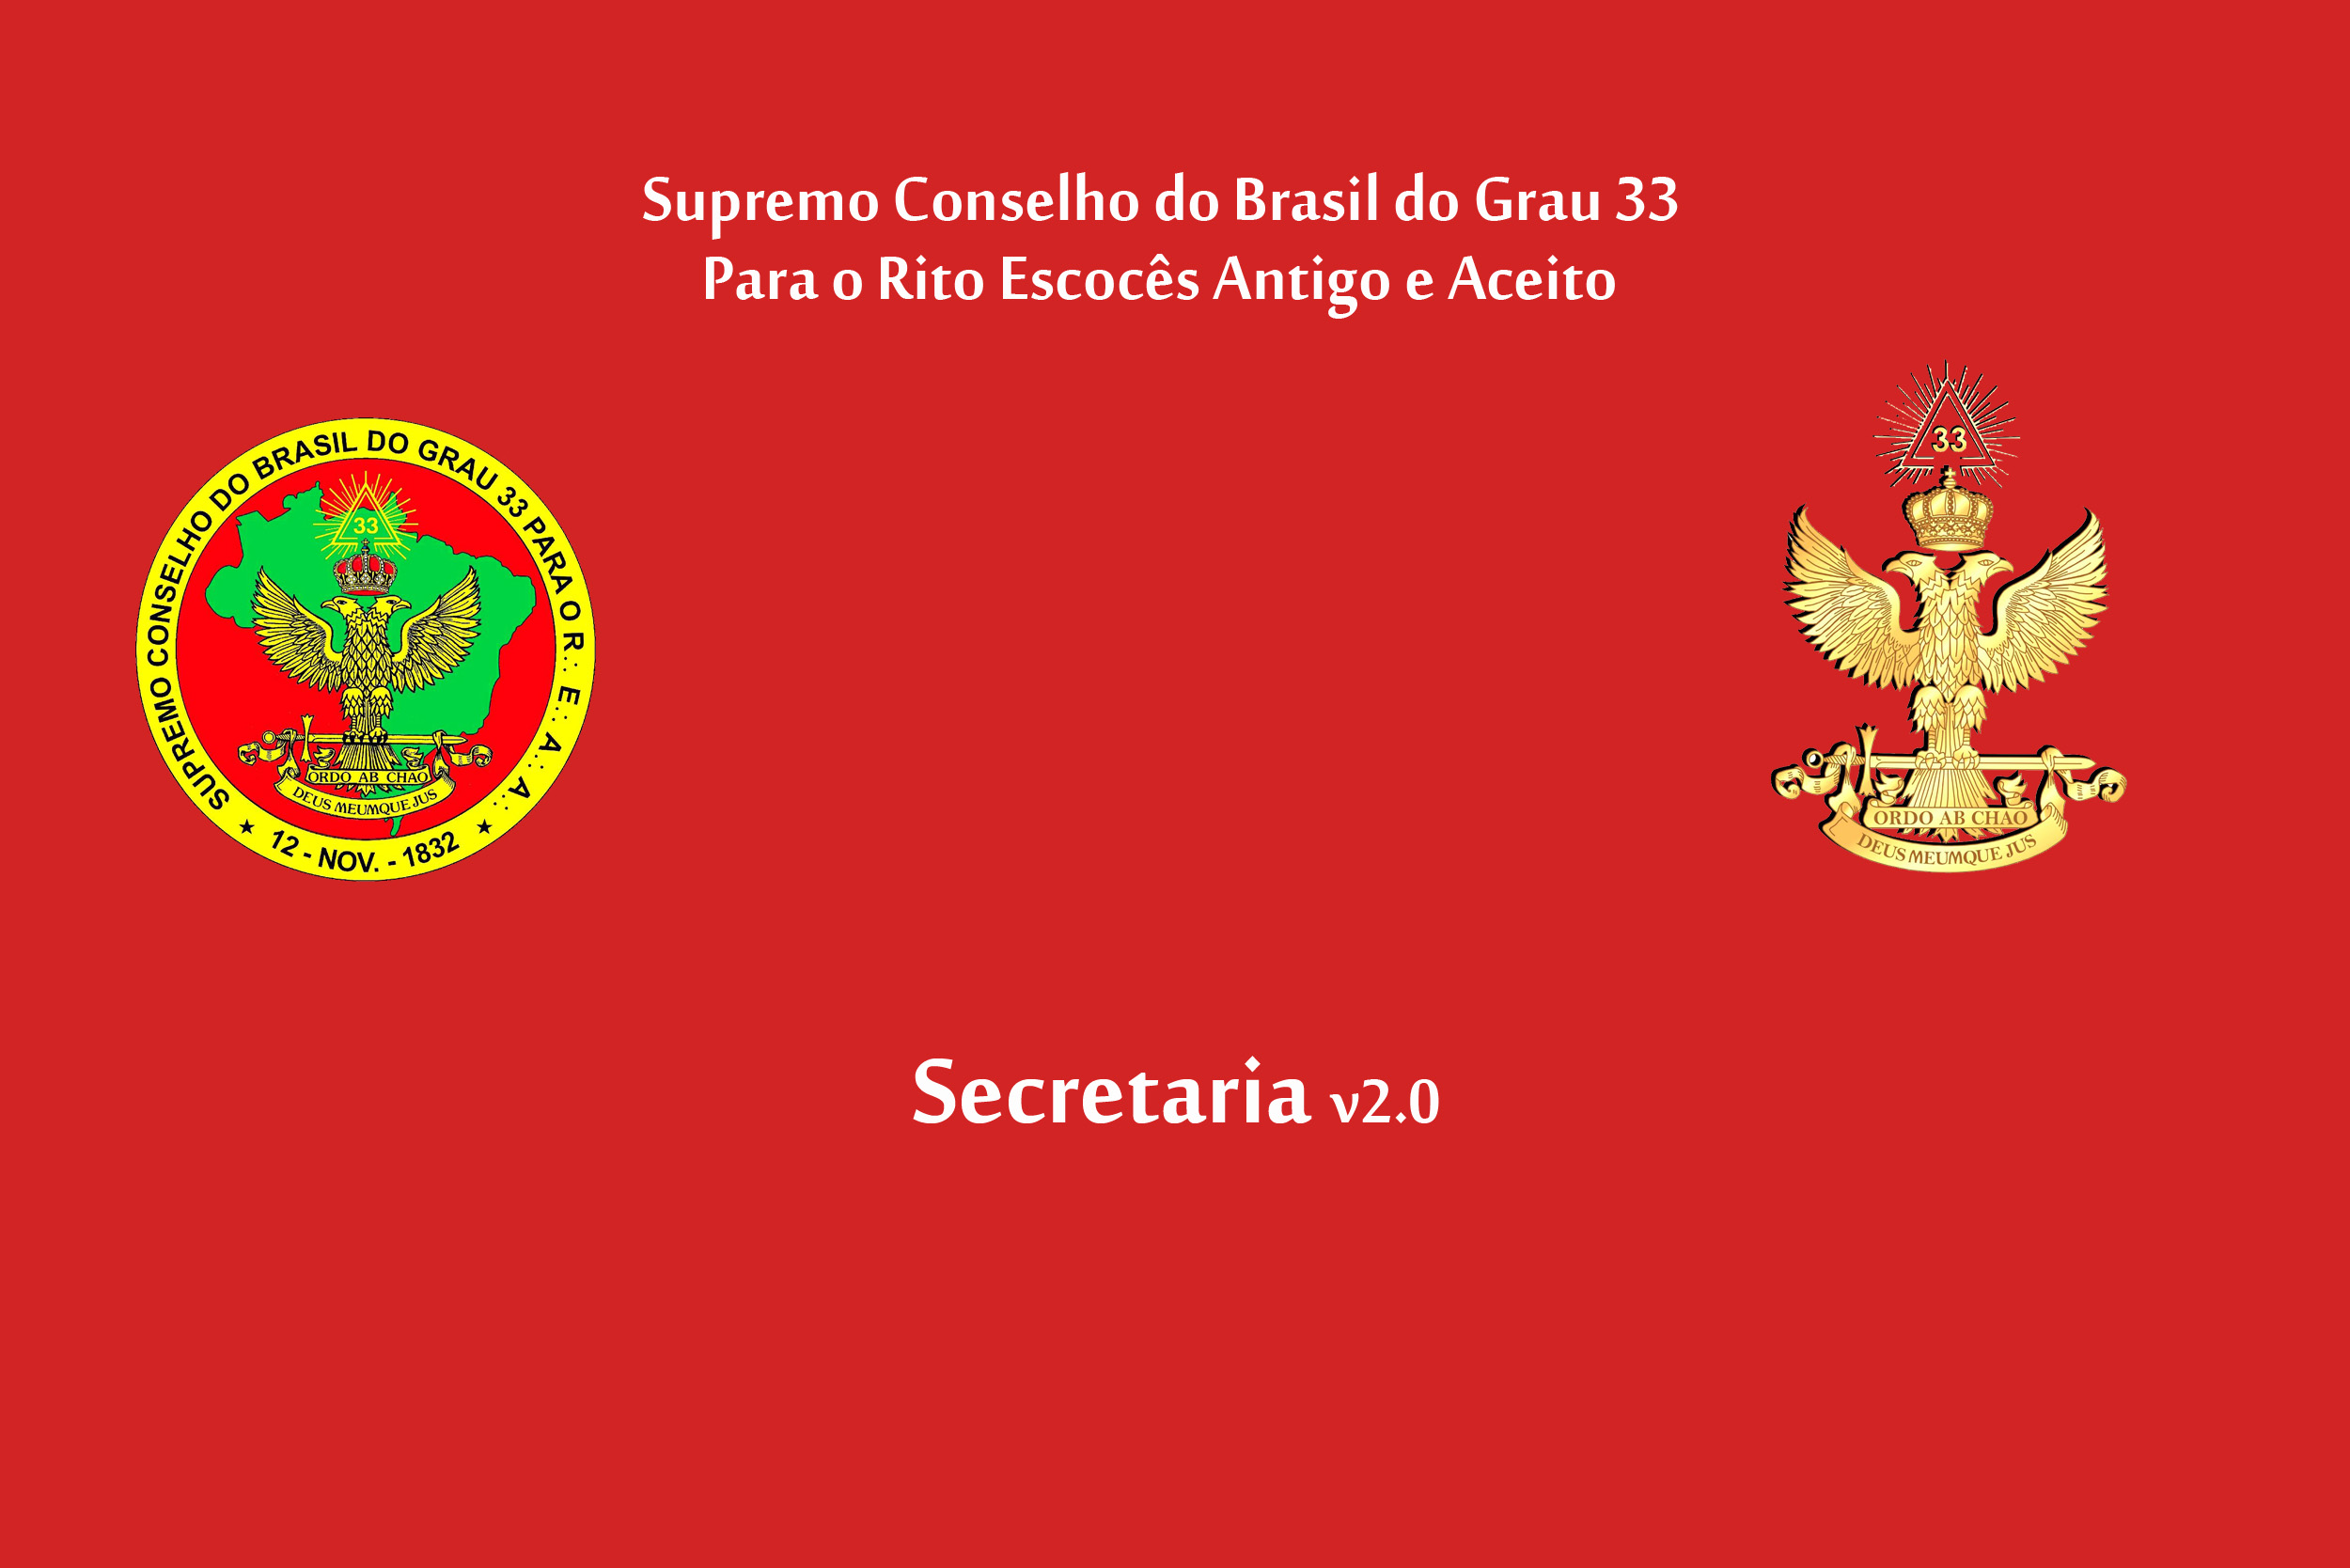 Supremo Conselho do Brasil do Grau 33
Para o Rito Escocês Antigo e Aceito
SUPREMO CONSELHO DO BRASIL DO GRAU 33 PARA O R∴ E∴ A∴ A∴
33
ORDO AB CHAO
DEUS MEUMQUE JUS
★ 12 - NOV. - 1832 ★
33
ORDO AB CHAO
DEUS MEUMQUE JUS
Secretaria v2.0